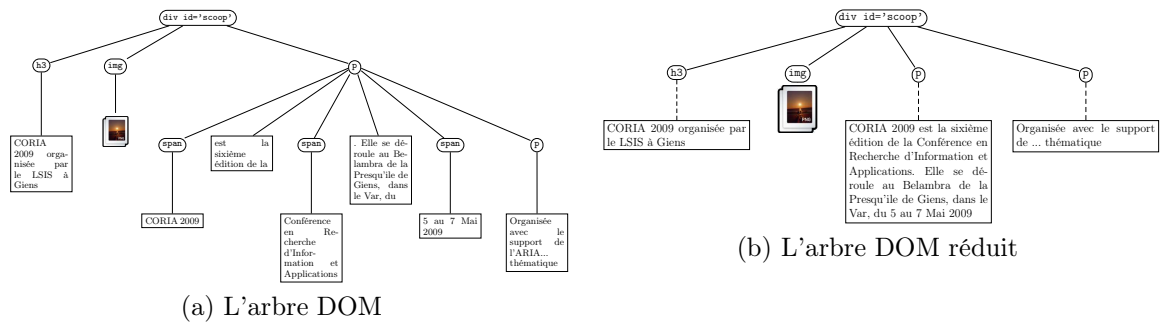 div id='scoop'
h3
img
p
CORIA
2009 orga-
nisée par
le LSIS à
Giens
span
est la
sixième
édition de la
span
. Elle se dé-
roule au Be-
lambra de la
Presqu'ile de
Giens, dans
le Var, du
span
p
CORIA 2009
Conférence
en Re-
cherche
d'Infor-
mation et
Applications
5 au 7 Mai
2009
Organisée
avec le
support de
l'ARIA...
thématique
(a) L'arbre DOM
div id='scoop'
h3
img
p
p
PNG
CORIA 2009 organisée par
le LSIS à Giens
CORIA 2009 est la sixième
édition de la Conférence en
Recherche d'Information et
Applications. Elle se dé-
roule au Belambra de la
Presqu'ile de Giens, dans le
Var, du 5 au 7 Mai 2009
Organisée avec le support
de ... thématique
(b) L'arbre DOM réduit